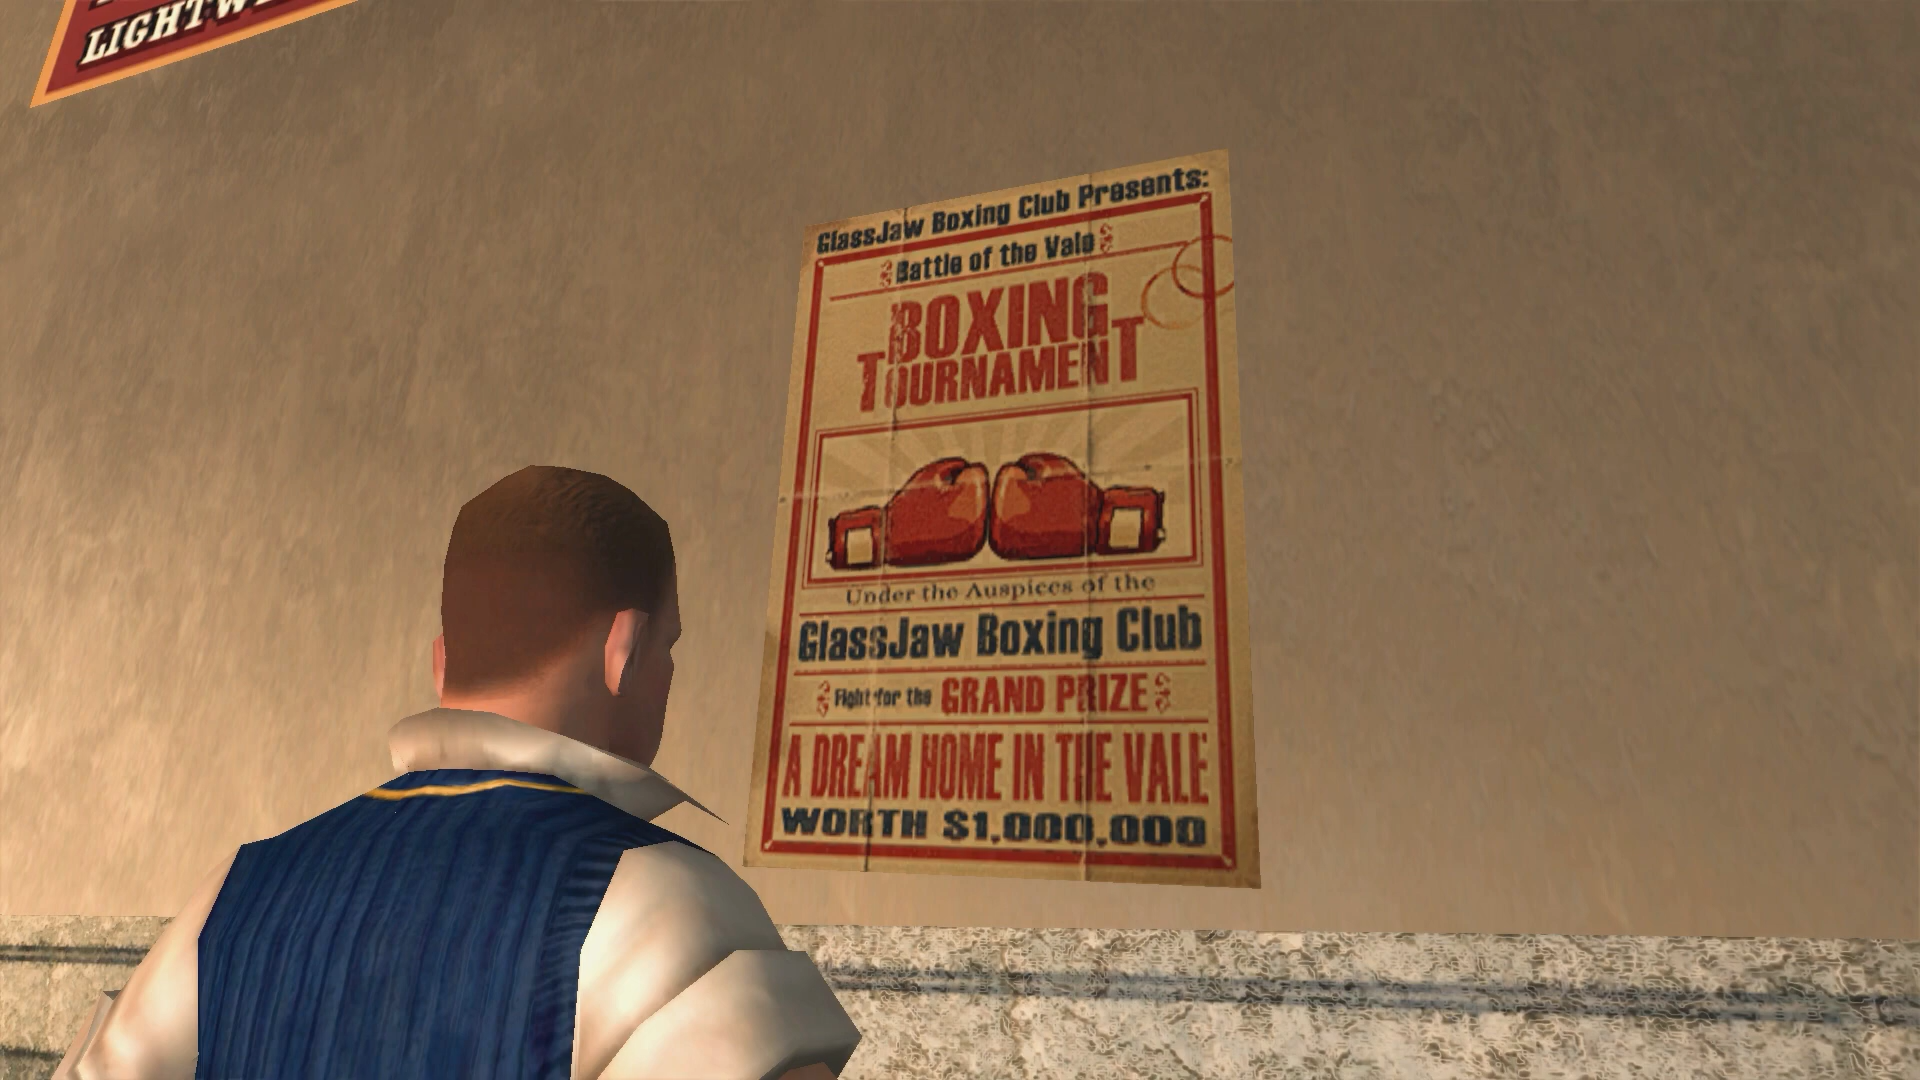 LIGHTW
GlassJaw Boxing Club Presents:
Battle of the Vale
BOXING
TOURNAMENT
Under the Auspices of the
GlassJaw Boxing Club
Fight for the GRAND PRIZE
A DREAM HOME IN THE VALE
WORTH $1,000,000